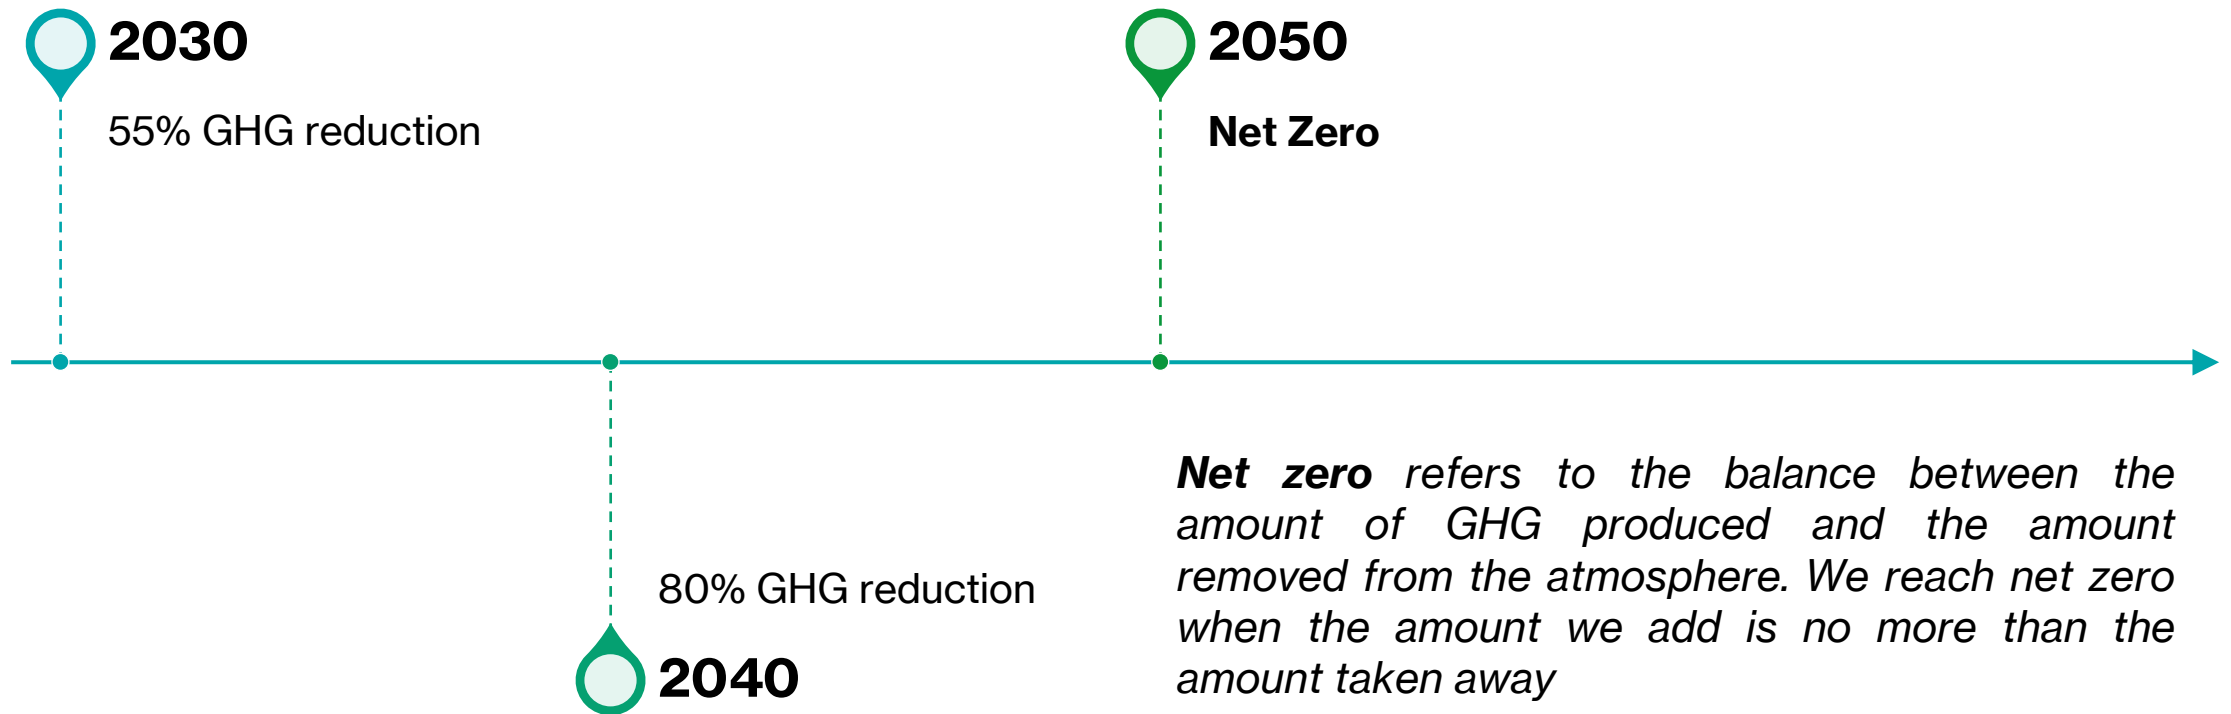 2030
55% GHG reduction
2050
Net Zero
80% GHG reduction
2040
Net zero refers to the balance between the
amount of GHG produced and the amount
removed from the atmosphere. We reach net zero
when the amount we add is no more than the
amount taken away